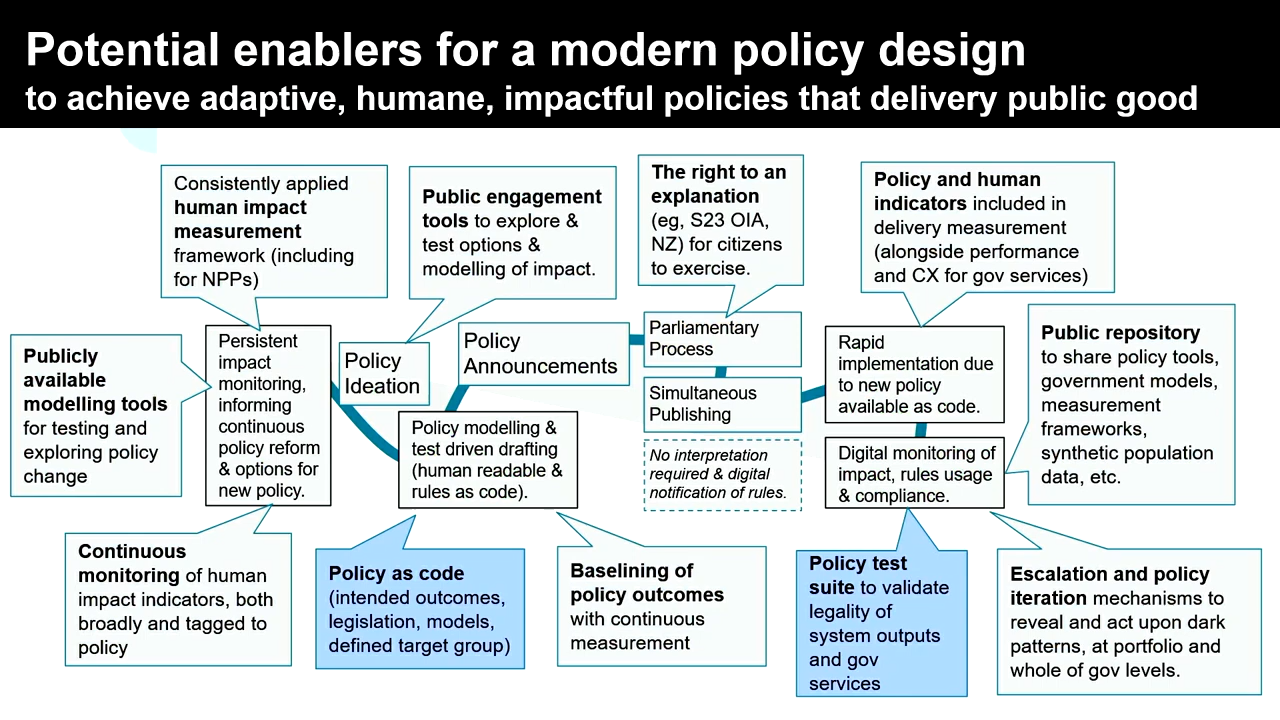 Potential enablers for a modern policy design
to achieve adaptive, humane, impactful policies that delivery public good
Consistently applied
human impact
measurement
framework (including
for NPPs)
Public engagement
tools to explore &
test options &
modelling of impact.
The right to an
explanation
(eg, S23 OIA,
NZ) for citizens
to exercise.
Policy and human
indicators included in
delivery measurement
(alongside performance
and CX for gov services)
Publicly
available
modelling tools
for testing and
exploring policy
change
Persistent
impact
monitoring,
informing
continuous
policy reform
& options for
new policy.
Policy
Ideation
Policy
Announcements
Policy modelling &
test driven drafting
(human readable &
rules as code).
Parliamentary
Process
Simultaneous
Publishing
No interpretation
required & digital
notification of rules.
Rapid
implementation due
to new policy
available as code.
Digital monitoring of
impact, rules usage
& compliance.
Public repository
to share policy tools,
government models,
measurement
frameworks,
synthetic population
data, etc.
Continuous
monitoring of human
impact indicators, both
broadly and tagged to
policy
Policy as code
(intended outcomes,
legislation, models,
defined target group)
Baselining of
policy outcomes
with continuous
measurement
Policy test
suite to validate
legality of
system outputs
and gov
services
Escalation and policy
iteration mechanisms to
reveal and act upon dark
patterns, at portfolio and
whole of gov levels.